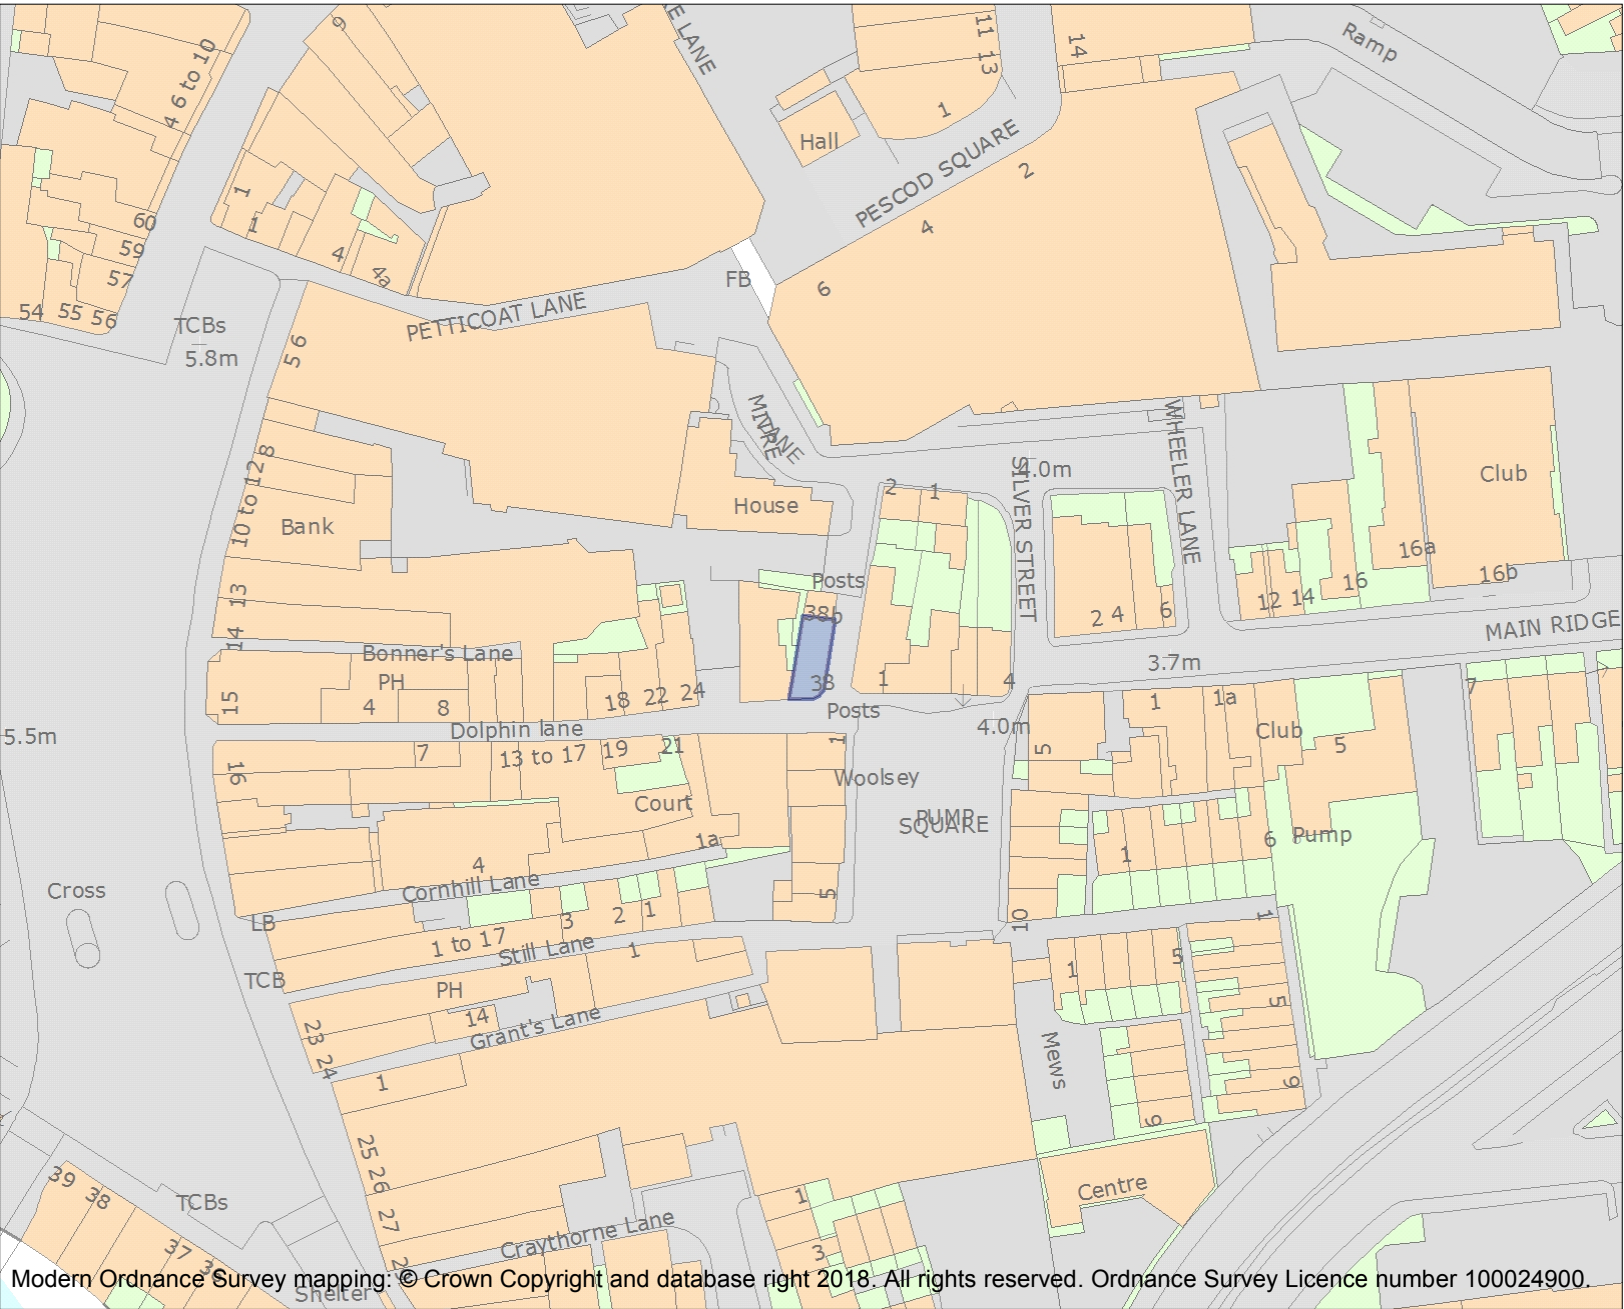 9
4 6 to 10
E LANE
11
13
14
Ramp
1
Hall
PESCOD SQUARE
2
4
6
1
1
4
4a
60
59
57
54 55 56
TCBs
5.8m
FB
PETTICOAT LANE
5 6
MITRE
LANE
House
8
10 to 12
Bank
2
1
4.0m
SILVER STREET
WHEELER LANE
Club
16a
16b
16
12 14
2 4
6
MAIN RIDGE
3.7m
Posts
38b
38
13
14
Bonner's Lane
PH
15
4
8
18 22 24
1
4
Posts
Dolphin lane
4.0m
5.5m
16
7
13 to 17
19
21
1
Woolsey
Court
1a
PUMP
SQUARE
5
1
1a
Club
5
7
1
6
Pump
4
Cornhill Lane
Cross
LB
5
10
1 to 17
3
2
1
Still Lane
1
TCB
PH
14
Grant's Lane
23
24
1
1
5
1
5
9
9
Mews
25
26
27
Centre
39
38
TCBs
37
Craythorne Lane
1
3
Shelter
Modern Ordnance Survey mapping: © Crown Copyright and database right 2018. All rights reserved. Ordnance Survey Licence number 100024900.